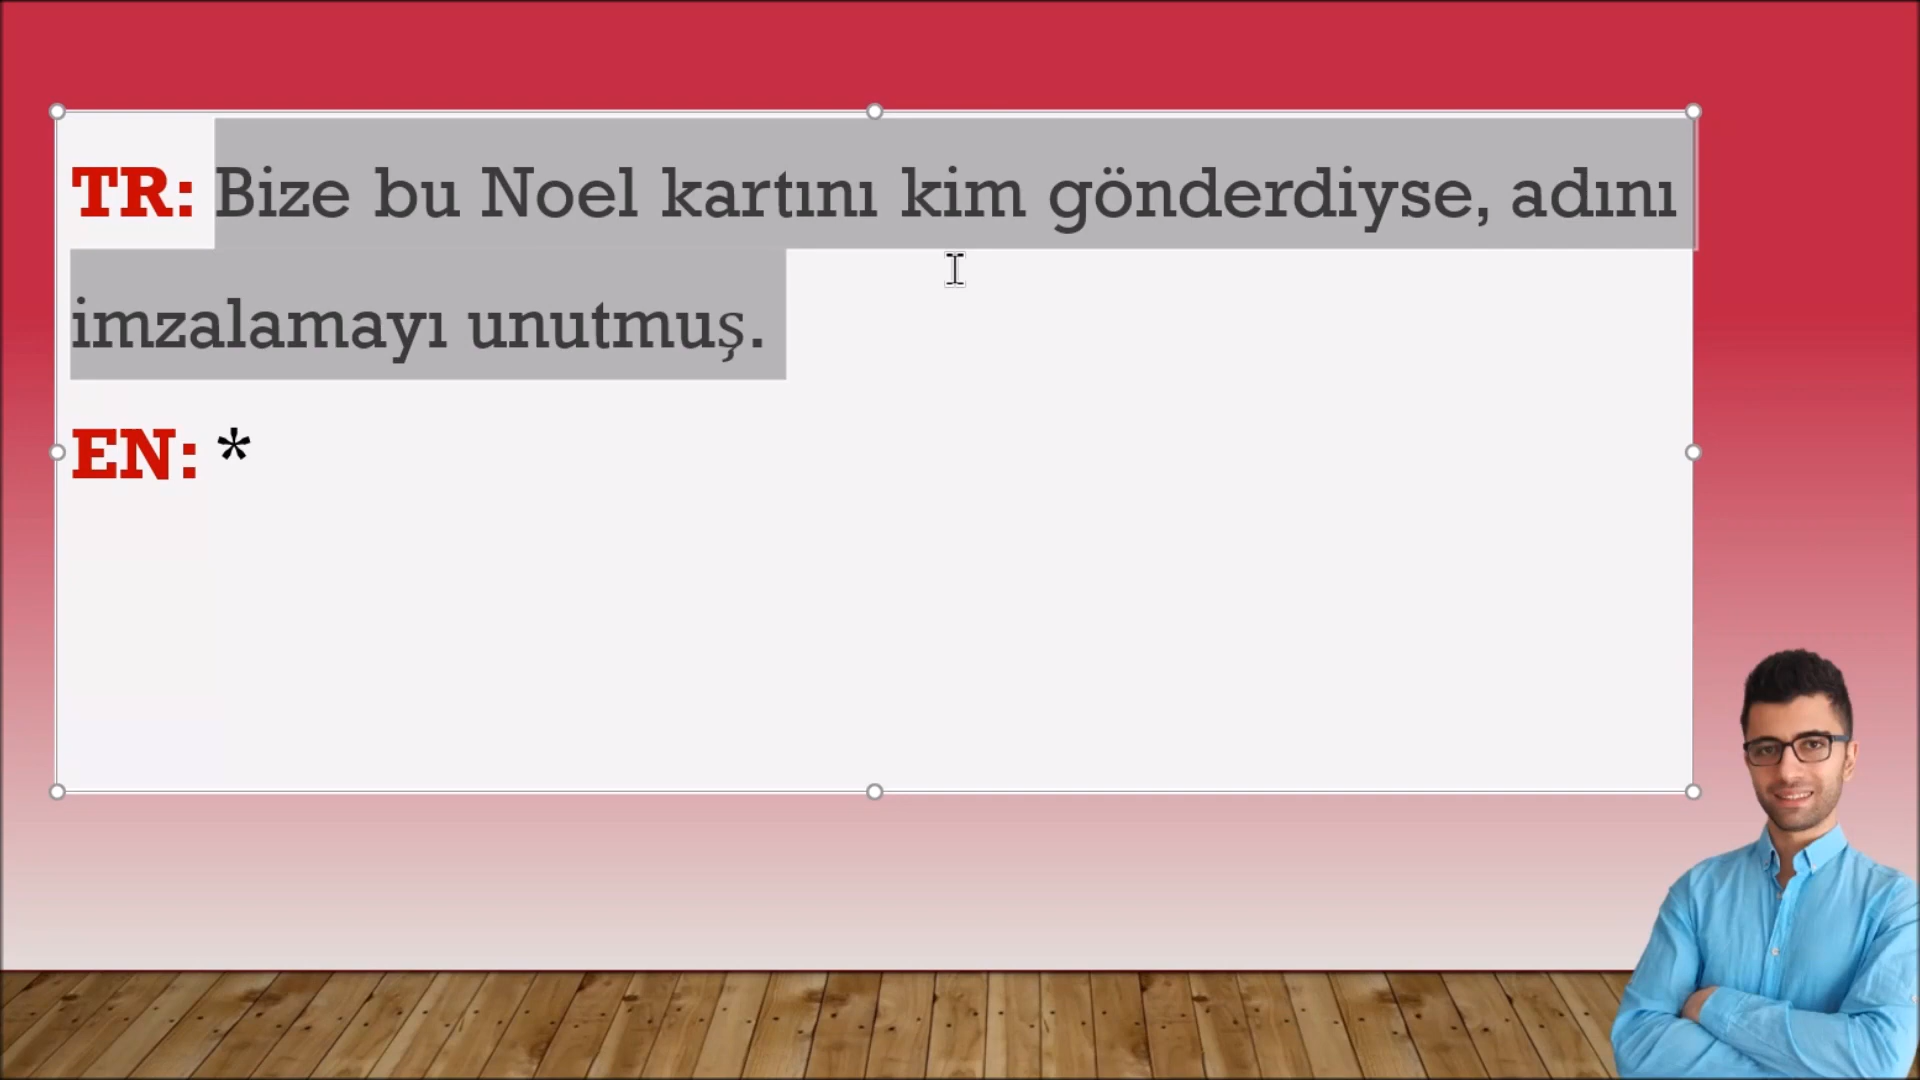 TR: Bize bu Noel kartını kim gönderdiyse, adını
imzalamayı unutmuş.
EN: *